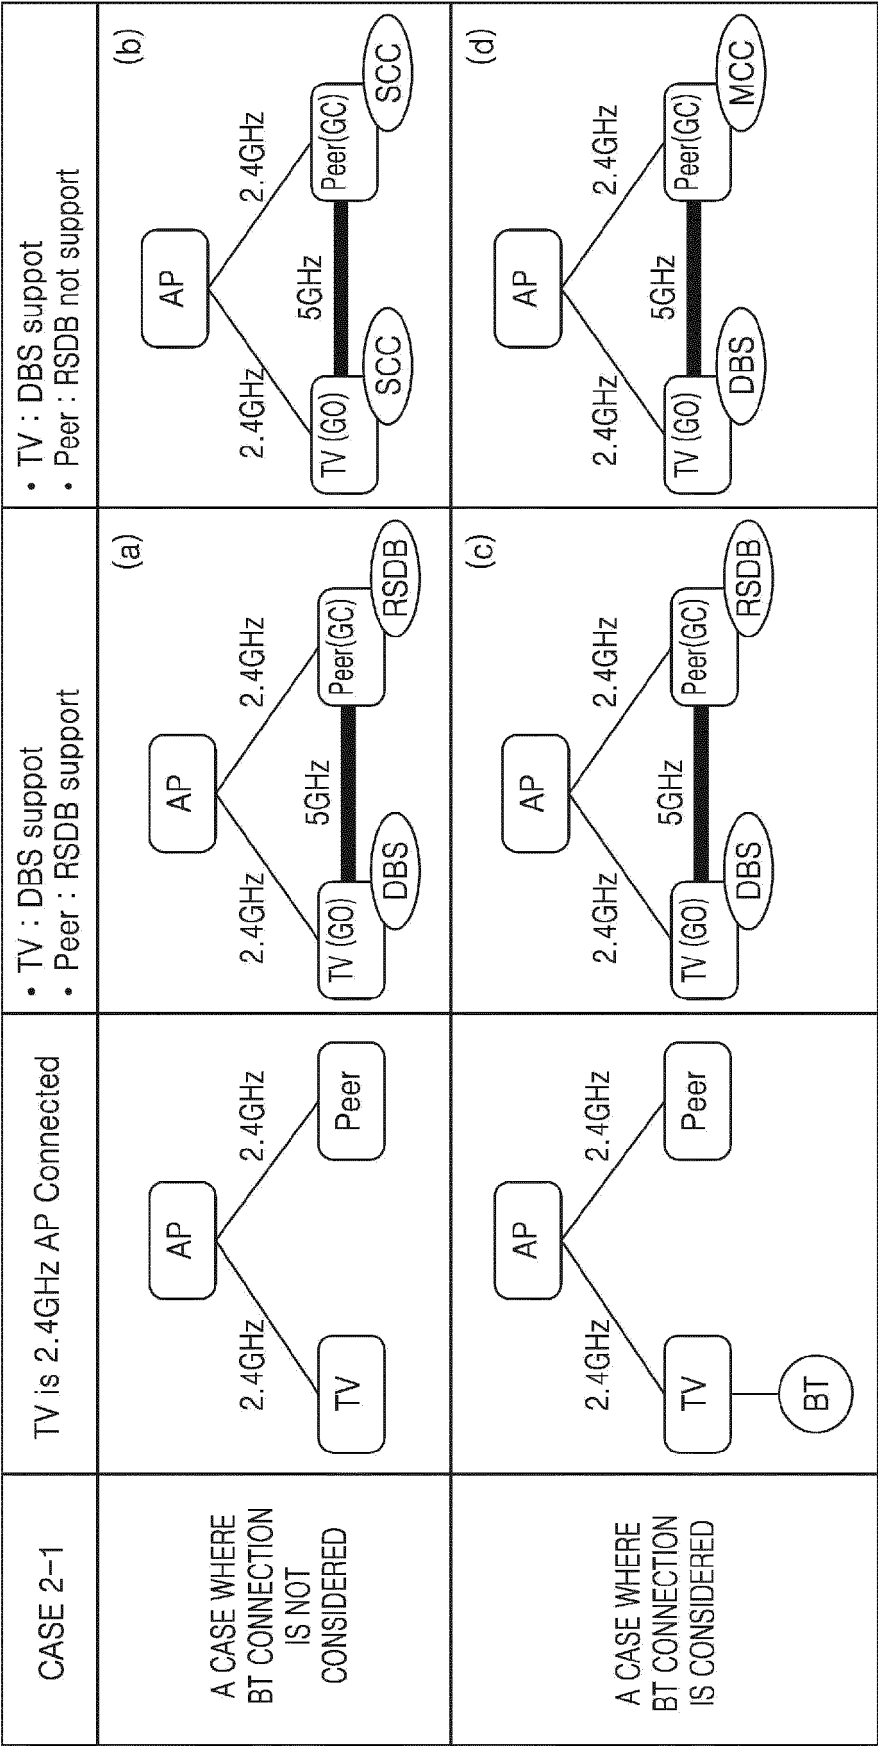 CASE 2-1
TV is 2.4GHz AP Connected
• TV : DBS suppot
• Peer : RSDB support
• TV : DBS suppot
• Peer : RSDB not support
A CASE WHERE
BT CONNECTION
IS NOT
CONSIDERED
AP
2.4GHz
2.4GHz
TV
Peer
(a)
AP
2.4GHz
2.4GHz
5GHz
TV (GO)
Peer(GC)
DBS
RSDB
(b)
AP
2.4GHz
2.4GHz
5GHz
TV (GO)
Peer(GC)
SCC
SCC
A CASE WHERE
BT CONNECTION
IS CONSIDERED
AP
2.4GHz
2.4GHz
TV
Peer
BT
(c)
AP
2.4GHz
2.4GHz
5GHz
TV (GO)
Peer(GC)
DBS
RSDB
(d)
AP
2.4GHz
2.4GHz
5GHz
TV (GO)
Peer(GC)
DBS
MCC